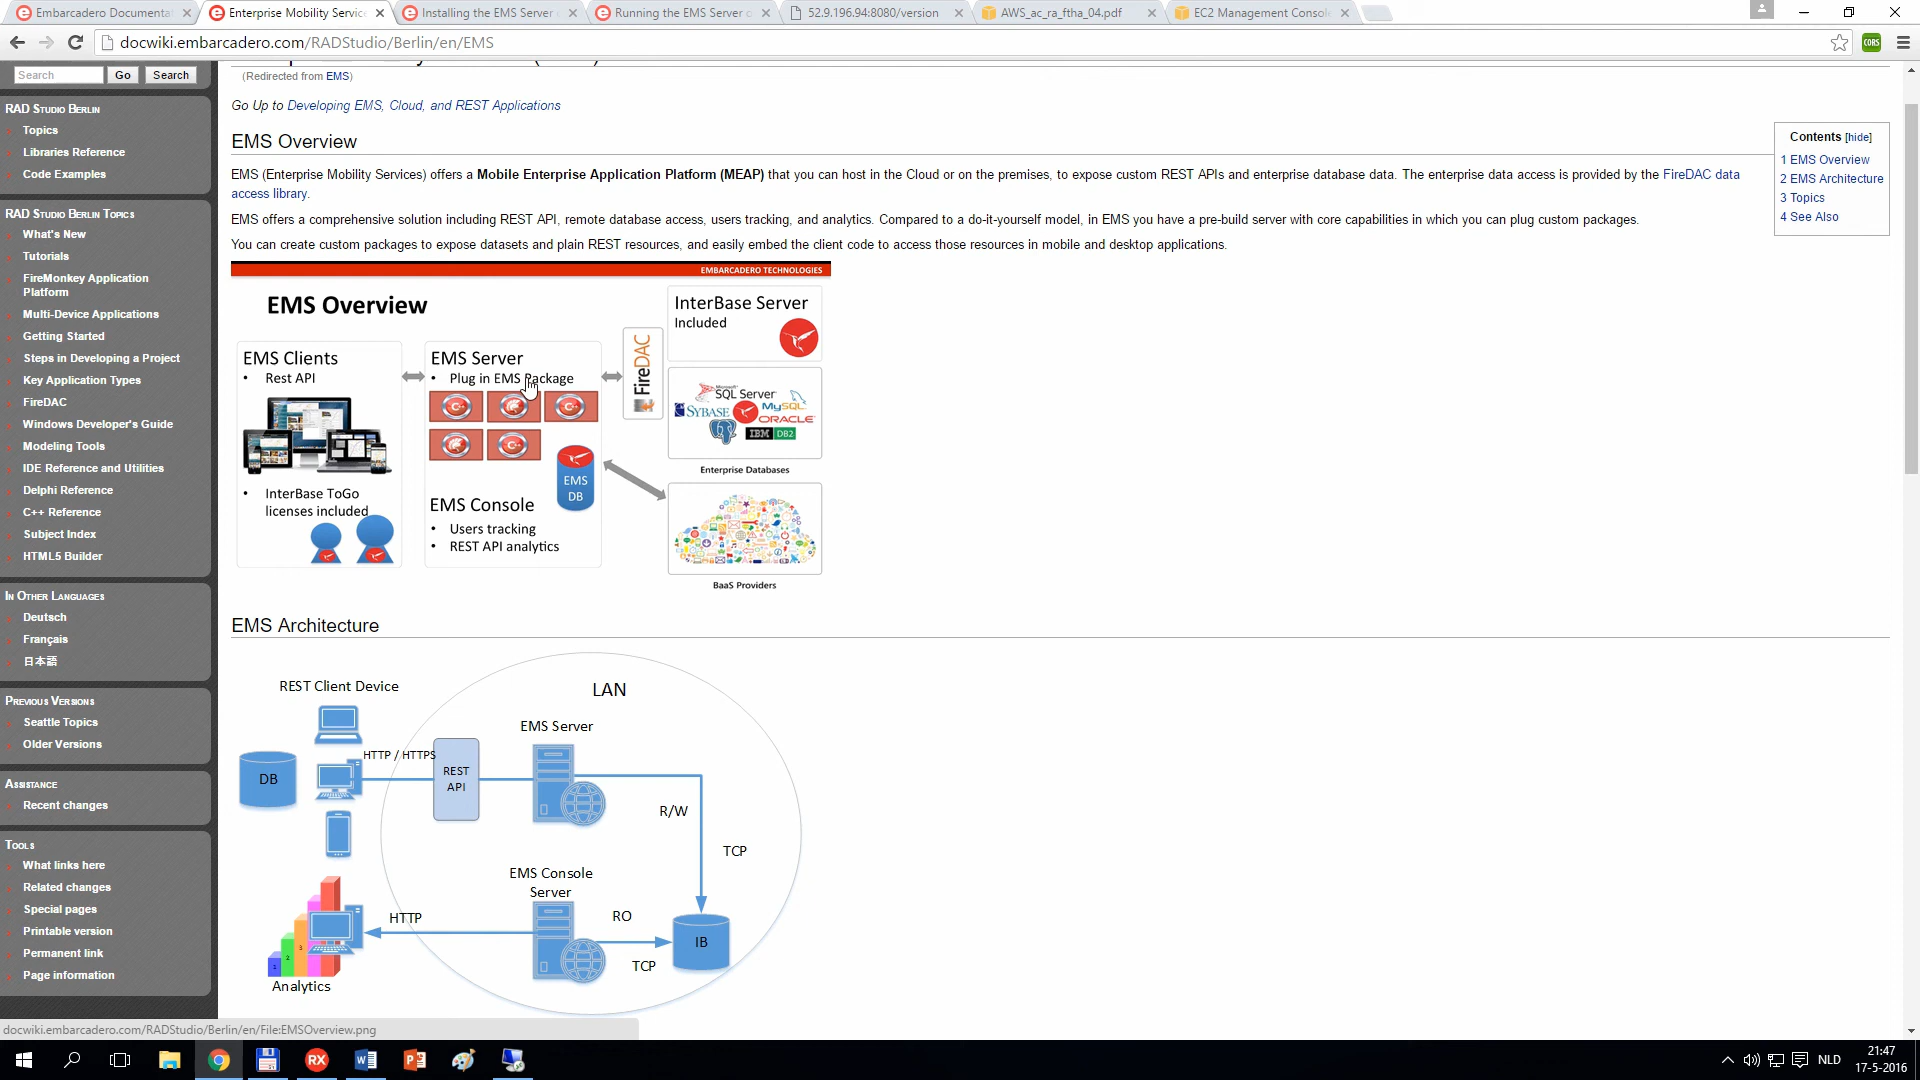 Embarcadero Documenta
Enterprise Mobility Servic
Installing the EMS Server
Running the EMS Server o
52.9.196.94:8080/version
AWS_ac_ra_ftha_04.pdf
EC2 Management Consol
docwiki.embarcadero.com/RADStudio/Berlin/en/EMS
CORS
Search
Go
Search
RAD Studio Berlin
Topics
Libraries Reference
Code Examples
RAD Studio Berlin Topics
What's New
Tutorials
FireMonkey Application
Platform
Multi-Device Applications
Getting Started
Steps in Developing a Project
Key Application Types
FireDAC
Windows Developer's Guide
Modeling Tools
IDE Reference and Utilities
Delphi Reference
C++ Reference
Subject Index
HTML5 Builder
In Other Languages
Deutsch
Français
日本語
Previous Versions
Seattle Topics
Older Versions
Assistance
Recent changes
Tools
What links here
Related changes
Special pages
Printable version
Permanent link
Page information
(Redirected from EMS)
Go Up to Developing EMS, Cloud, and REST Applications
EMS Overview
EMS (Enterprise Mobility Services) offers a Mobile Enterprise Application Platform (MEAP) that you can host in the Cloud or on the premises, to expose custom REST APIs and enterprise database data. The enterprise data access is provided by the FireDAC data
access library.
EMS offers a comprehensive solution including REST API, remote database access, users tracking, and analytics. Compared to a do-it-yourself model, in EMS you have a pre-build server with core capabilities in which you can plug custom packages.
You can create custom packages to expose datasets and plain REST resources, and easily embed the client code to access those resources in mobile and desktop applications.
Contents [hide]
1 EMS Overview
2 EMS Architecture
3 Topics
4 See Also
EMBARCADERO TECHNOLOGIES
EMS Overview
EMS Clients
• Rest API
• InterBase ToGo
licenses included
EMS Server
• Plug in EMS Package
EMS
DB
EMS Console
• Users tracking
• REST API analytics
FireDAC
InterBase Server
Included
Microsoft
SQL Server
SYBASE
MySQL
ORACLE
IBM DB2
Enterprise Databases
BaaS Providers
EMS Architecture
REST Client Device
LAN
EMS Server
HTTP / HTTPS
DB
REST
API
R/W
TCP
EMS Console
Server
HTTP
RO
IB
TCP
1
2
3
Analytics
docwiki.embarcadero.com/RADStudio/Berlin/en/File:EMSOverview.png
RX
NLD
21:47
17-5-2016